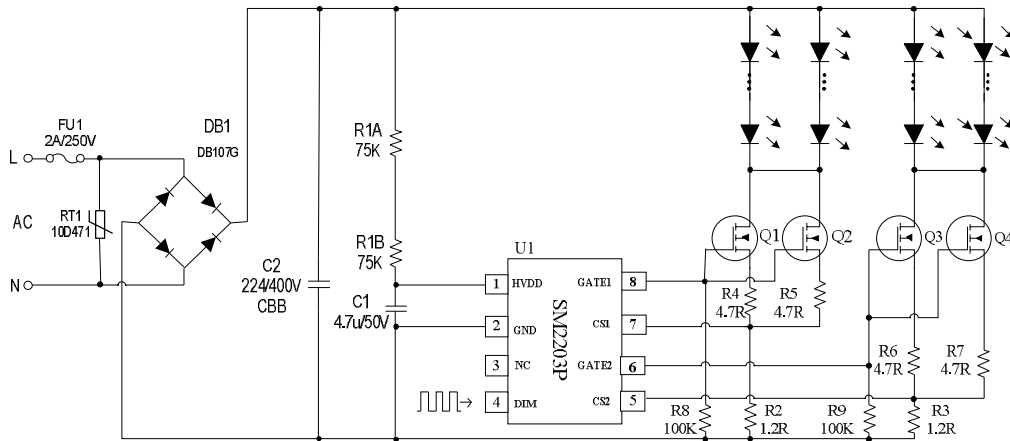 FU1
2A/250V
L
AC
N
RT1
10D471
DB1
DB107G
C2
224/400V
CBB
R1A
75K
R1B
75K
C1
4.7u/50V
U1
SM2203P
1
HVDD
2
GND
3
NC
4
DIM
GATE1
8
CS1
7
GATE2
6
CS2
5
Q1
Q2
Q3
Q4
R4
4.7R
R5
4.7R
R6
4.7R
R7
4.7R
R8
100K
R2
1.2R
R9
100K
R3
1.2R